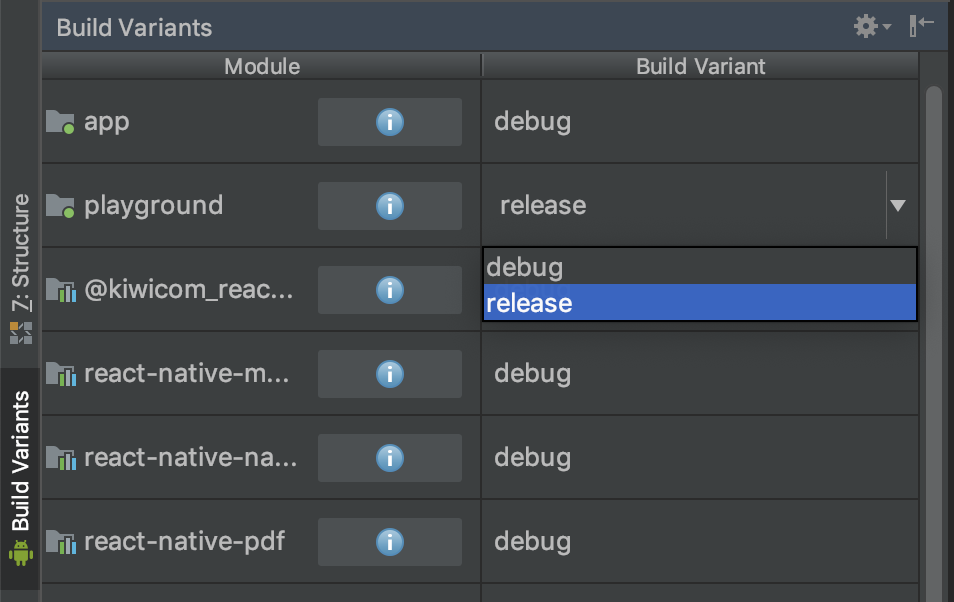 Build Variants
Module Build Variant
app debug
playground release
debug
@kiwicom_reac...
release
react-native-m... debug
react-native-na... debug
react-native-pdf debug
7: Structure
Build Variants